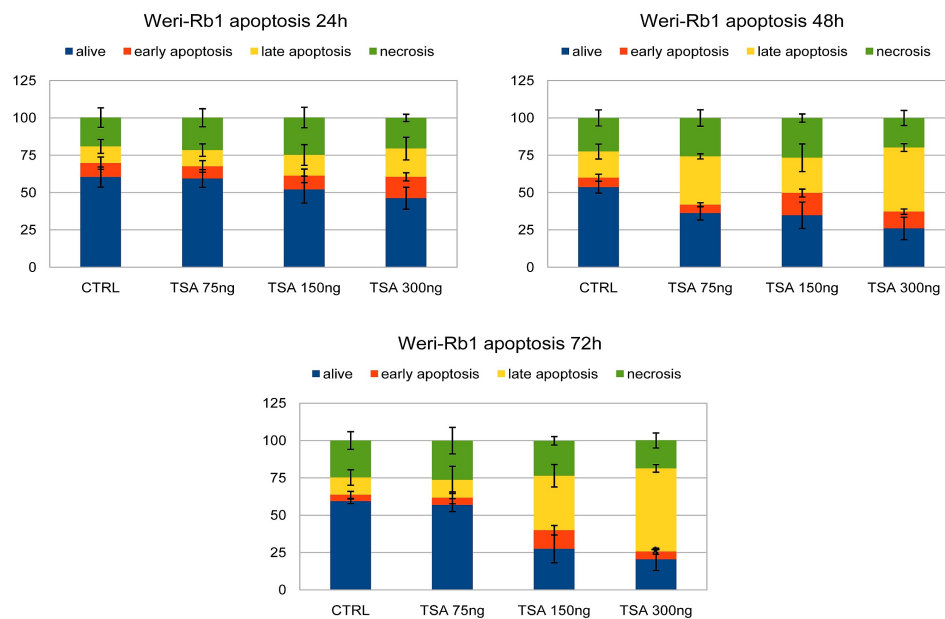 Weri-Rb1 apoptosis 24h
alive early apoptosis late apoptosis necrosis
125
100
75
50
25
0
CTRL TSA 75ng TSA 150ng TSA 300ng
Weri-Rb1 apoptosis 48h
alive early apoptosis late apoptosis necrosis
125
100
75
50
25
0
CTRL TSA 75ng TSA 150ng TSA 300ng
Weri-Rb1 apoptosis 72h
alive early apoptosis late apoptosis necrosis
125
100
75
50
25
0
CTRL TSA 75ng TSA 150ng TSA 300ng